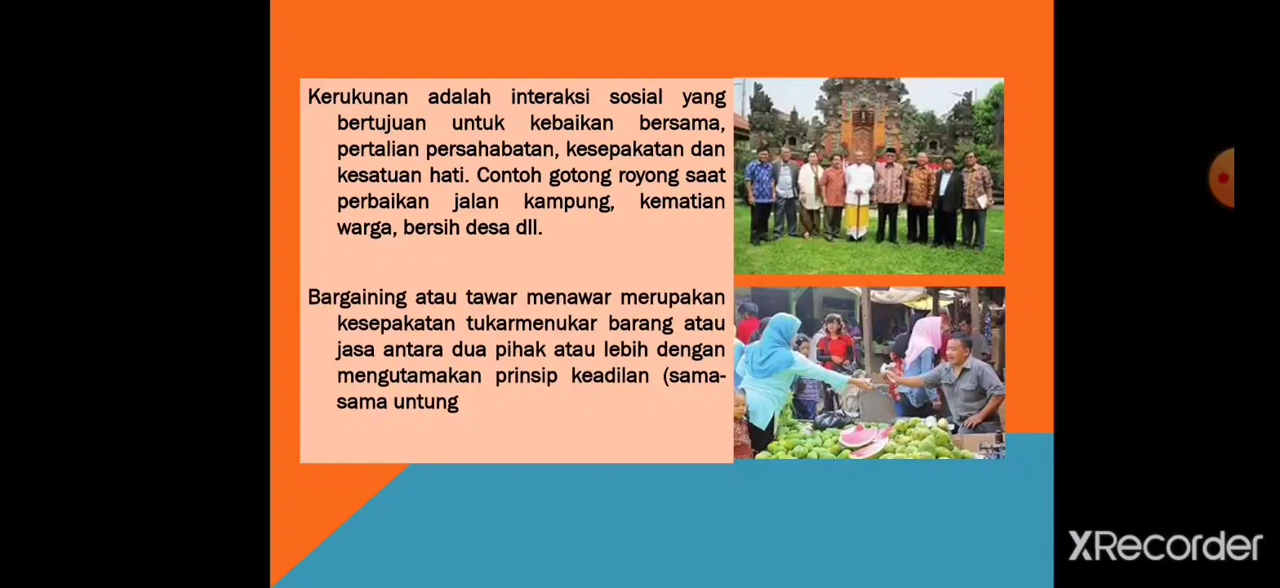 Kerukunan adalah interaksi sosial yang
bertujuan untuk kebaikan bersama,
pertalian persahabatan, kesepakatan dan
kesatuan hati. Contoh gotong royong saat
perbaikan jalan kampung, kematian
warga, bersih desa dll.
Bargaining atau tawar menawar merupakan
kesepakatan tukarmenukar barang atau
jasa antara dua pihak atau lebih dengan
mengutamakan prinsip keadilan (sama-
sama untung
XRecorder